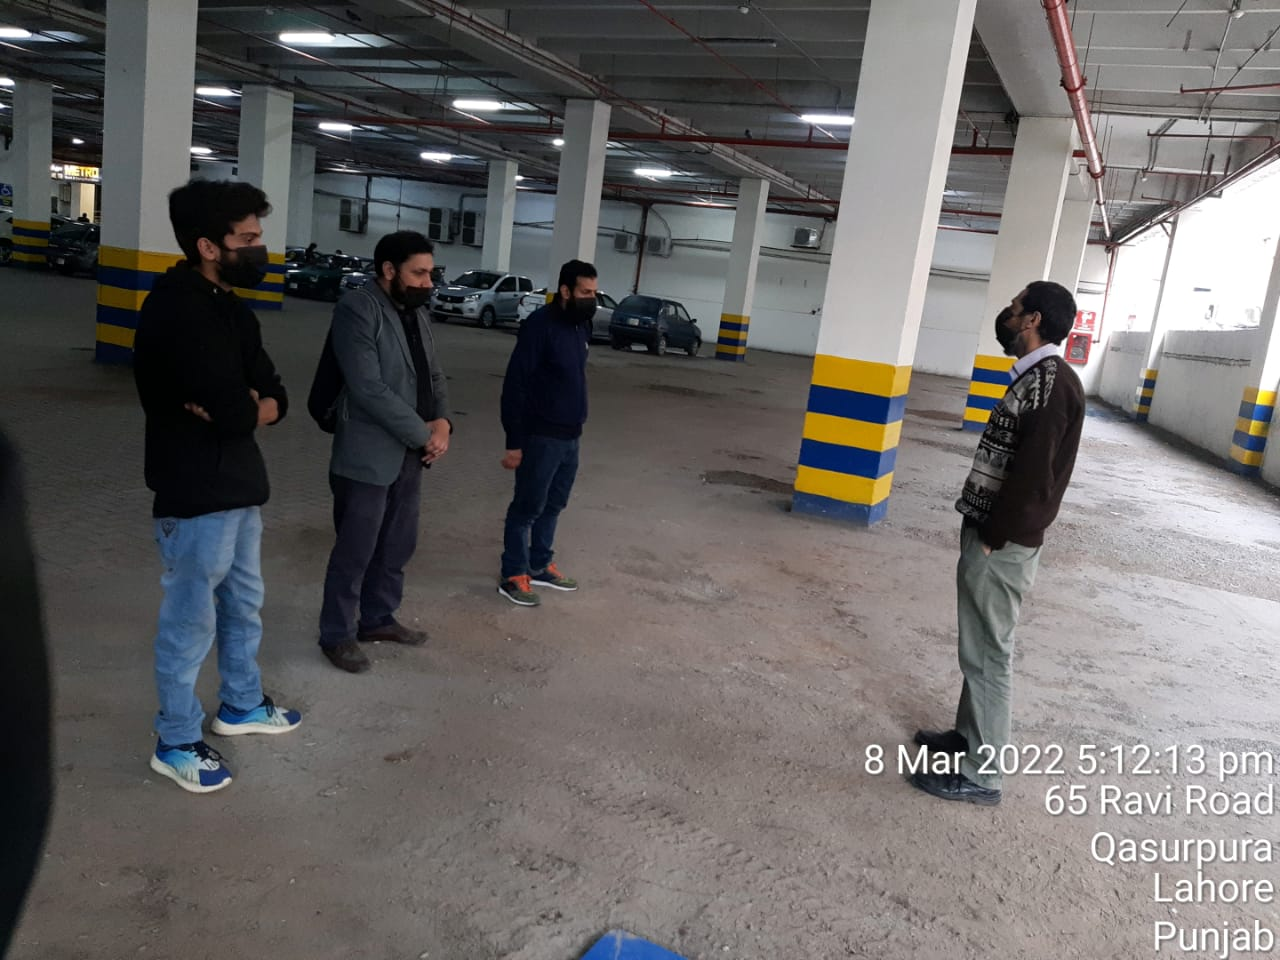 METRO
8 Mar 2022 5:12:13 pm
65 Ravi Road
Qasurpura
Lahore
Punjab